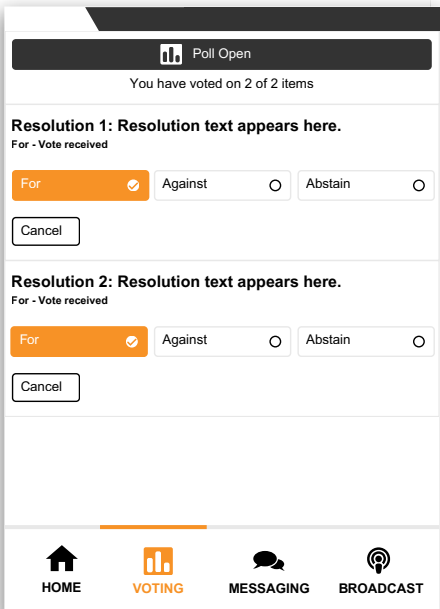 Poll Open
You have voted on 2 of 2 items
Resolution 1: Resolution text appears here.
For - Vote received
For Against Abstain
Cancel
Resolution 2: Resolution text appears here.
For - Vote received
For Against Abstain
Cancel
HOME VOTING MESSAGING BROADCAST